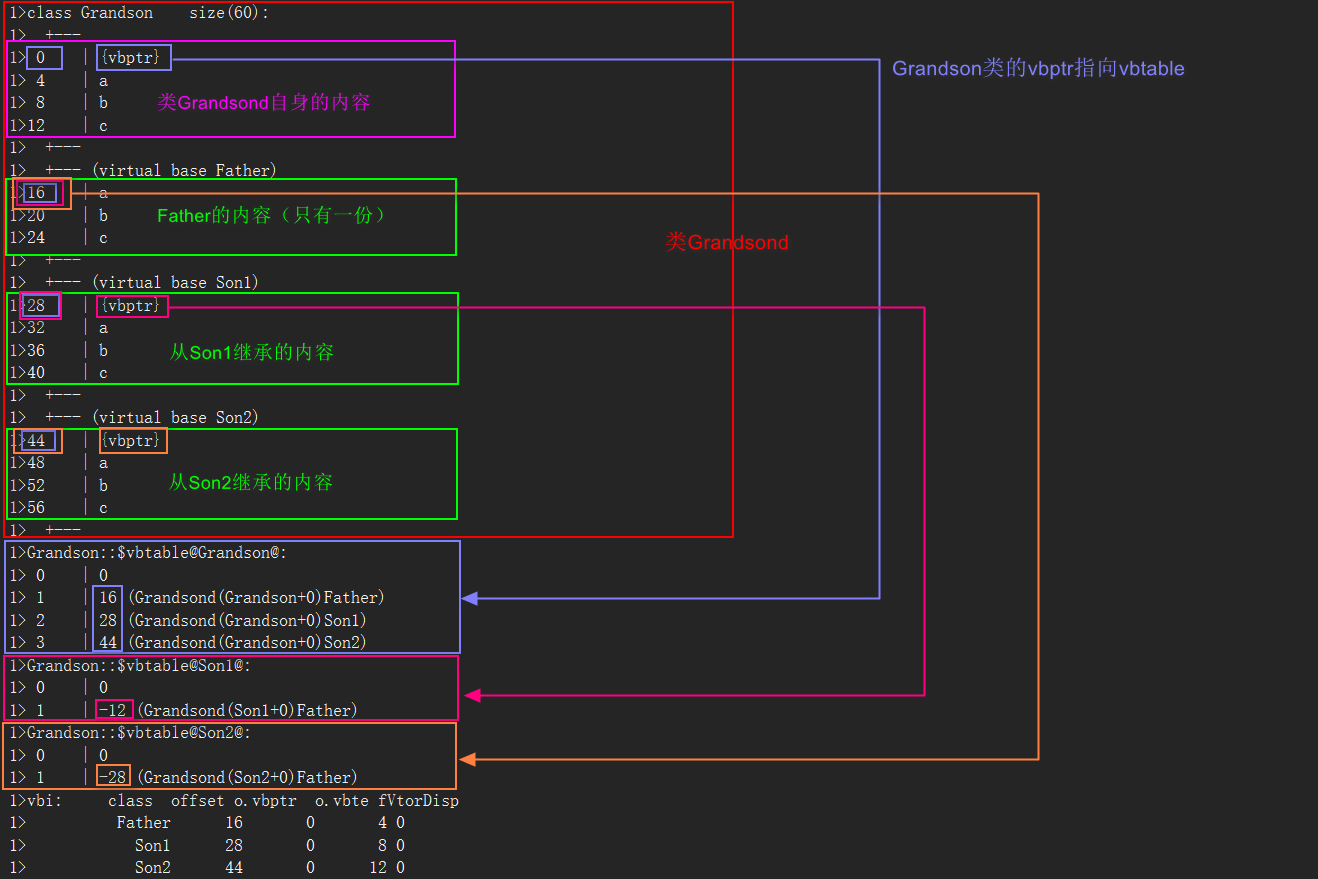 1>class Grandson    size(60):
1>  +---
1> 0    | {vbptr}
Grandson类的vbptr指向vbtable
1> 4    | a
1> 8    | b
类Grandsond自身的内容
1>12    | c
1>  +---
1>  +--- (virtual base Father)
1>16    | a
1>20    | b
Father的内容（只有一份）
1>24    | c
类Grandsond
1>  +---
1>  +--- (virtual base Son1)
1>28    | {vbptr}
1>32    | a
1>36    | b
从Son1继承的内容
1>40    | c
1>  +---
1>  +--- (virtual base Son2)
1>44    | {vbptr}
1>48    | a
1>52    | b
从Son2继承的内容
1>56    | c
1>  +---
1>Grandson::$vbtable@Grandson@:
1> 0    | 0
1> 1    | 16 (Grandsond(Grandson+0)Father)
1> 2    | 28 (Grandsond(Grandson+0)Son1)
1> 3    | 44 (Grandsond(Grandson+0)Son2)
1>Grandson::$vbtable@Son1@:
1> 0    | 0
1> 1    | -12 (Grandsond(Son1+0)Father)
1>Grandson::$vbtable@Son2@:
1> 0    | 0
1> 1    | -28 (Grandsond(Son2+0)Father)
1>vbi:     class  offset o.vbptr  o.vbte fVtorDisp
1>          Father      16       0       4 0
1>            Son1      28       0       8 0
1>            Son2      44       0      12 0